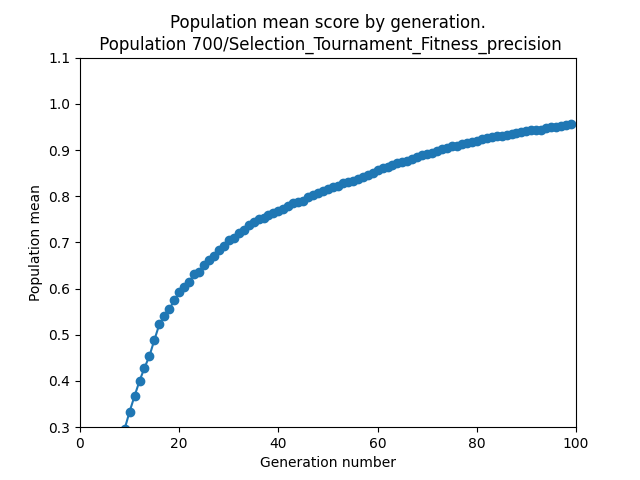 Population mean score by generation.
Population 700/Selection_Tournament_Fitness_precision
1.1
1.0
0.9
0.8
0.7
0.6
0.5
0.4
0.3
Population mean
0 20 40 60 80 100
Generation number